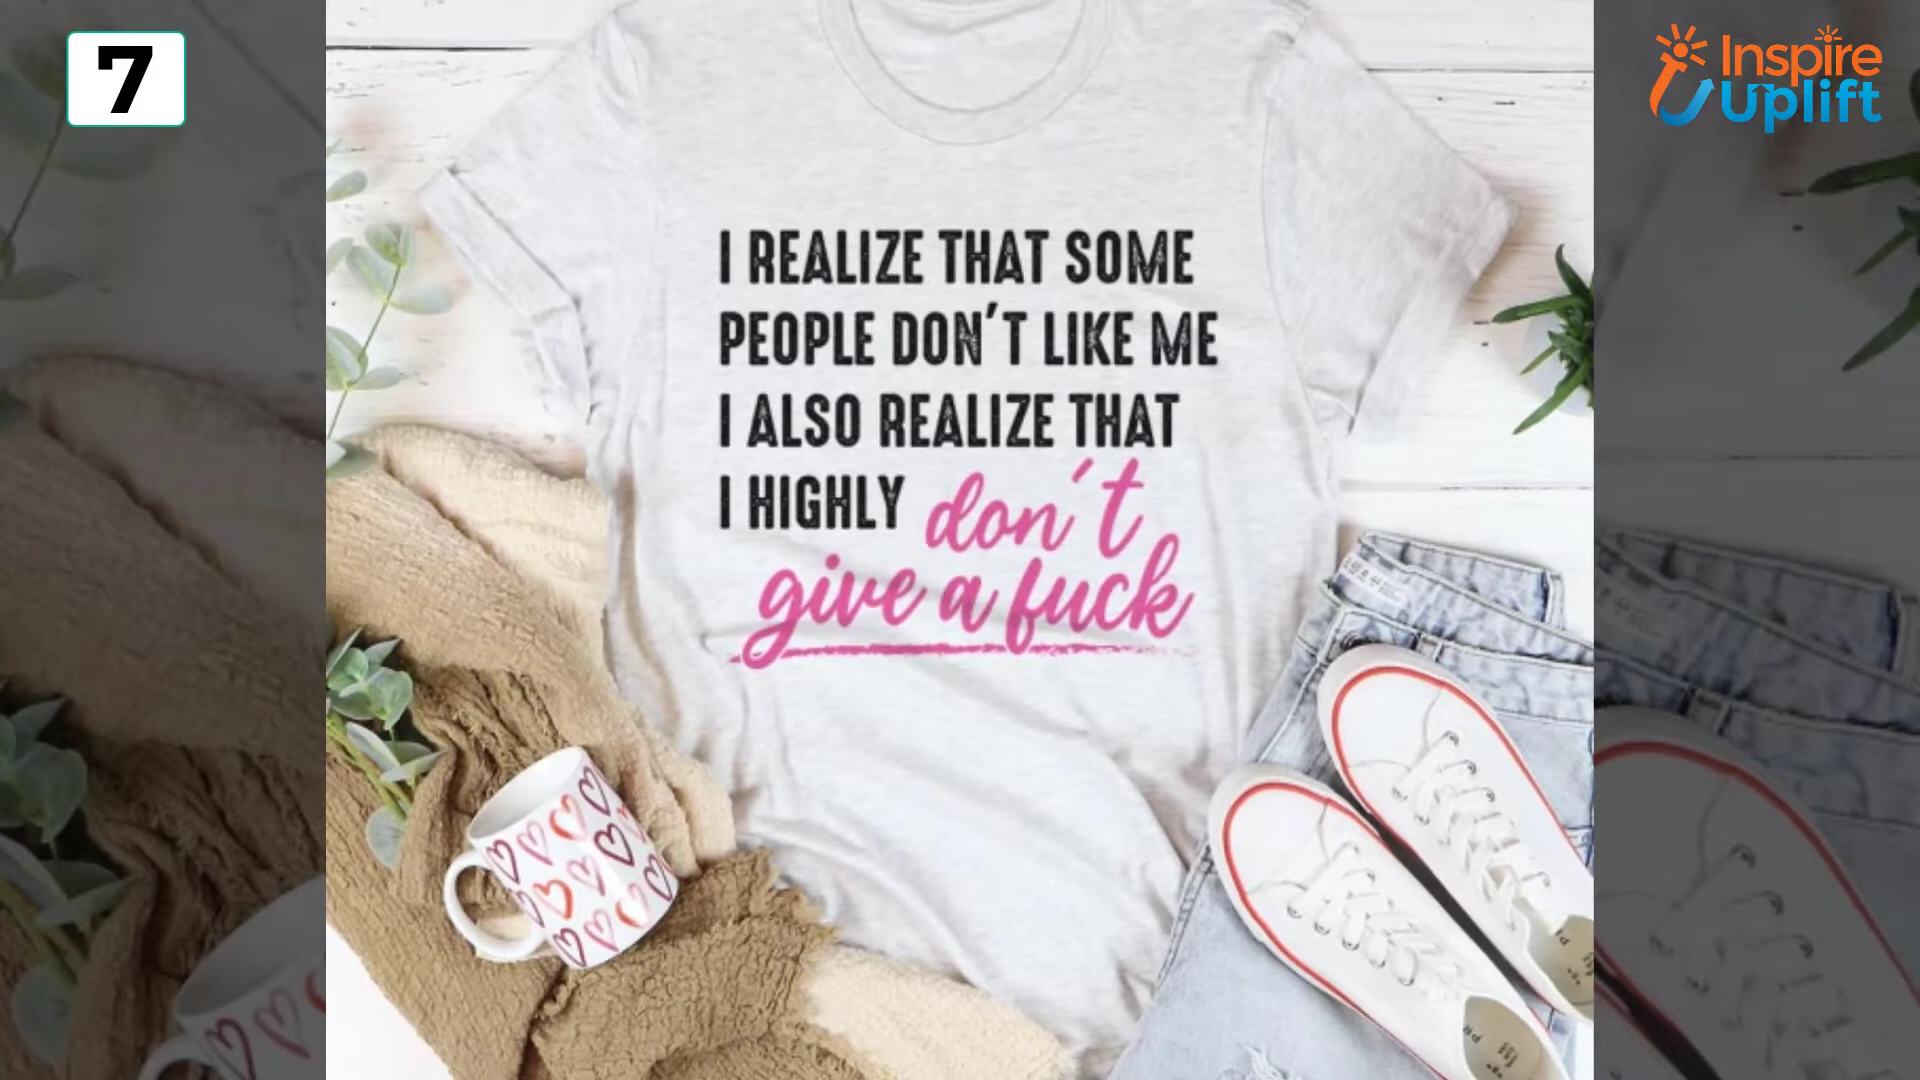 7
Inspire
Uplift
I REALIZE THAT SOME
PEOPLE DON'T LIKE ME
I ALSO REALIZE THAT
I HIGHLY don't
give a fuck